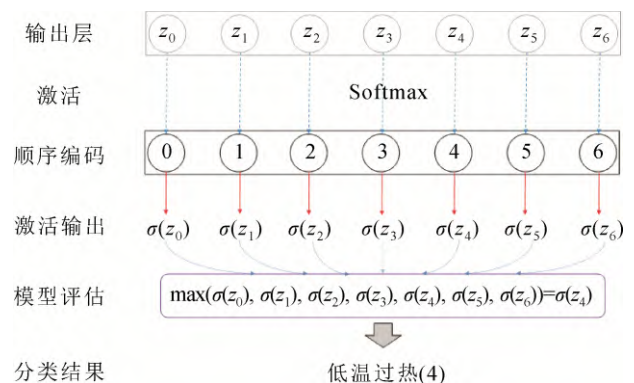 输出层 z0 z1 z2 z3 z4 z5 z6
激活 Softmax
顺序编码 0 1 2 3 4 5 6
激活输出 σ(z0) σ(z1) σ(z2) σ(z3) σ(z4) σ(z5) σ(z6)
模型评估 max(σ(z0), σ(z1), σ(z2), σ(z3), σ(z4), σ(z5), σ(z6))=σ(z4)
分类结果 低温过热(4)